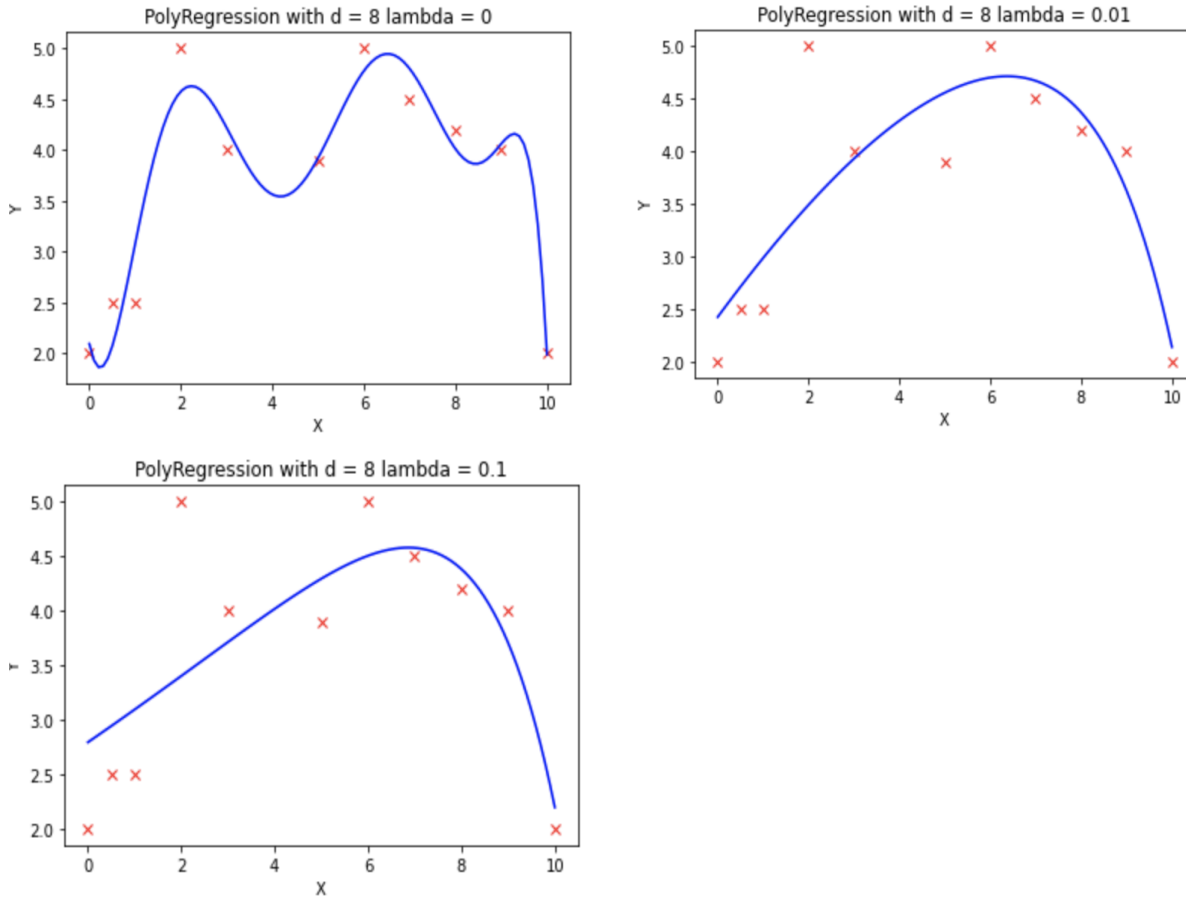 PolyRegression with d = 8 lambda = 0
5.0
4.5
4.0
3.5
3.0
2.5
2.0
Y
0 2 4 6 8 10
X
PolyRegression with d = 8 lambda = 0.01
5.0
4.5
4.0
3.5
3.0
2.5
2.0
Y
0 2 4 6 8 10
X
PolyRegression with d = 8 lambda = 0.1
5.0
4.5
4.0
3.5
3.0
2.5
2.0
Y
0 2 4 6 8 10
X